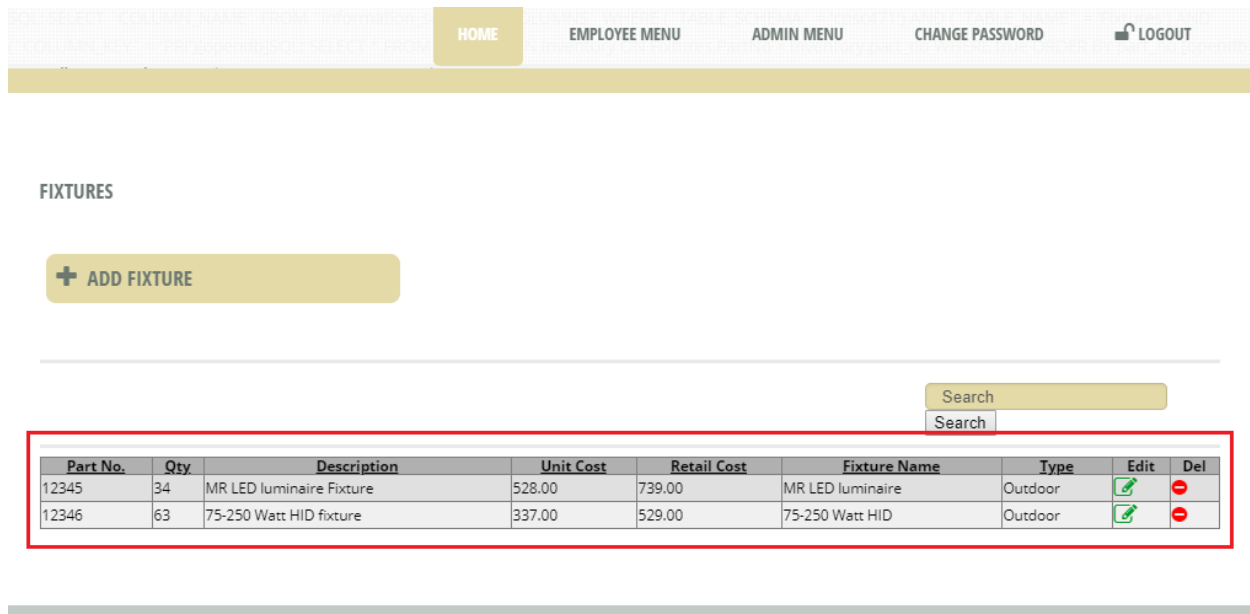 HOME EMPLOYEE MENU ADMIN MENU CHANGE PASSWORD LOGOUT
FIXTURES
ADD FIXTURE
Search
Search
Part No. Qty Description Unit Cost Retail Cost Fixture Name Type Edit Del
12345 34 MR LED luminaire Fixture 528.00 739.00 MR LED luminaire Outdoor
12346 63 75-250 Watt HID fixture 337.00 529.00 75-250 Watt HID Outdoor